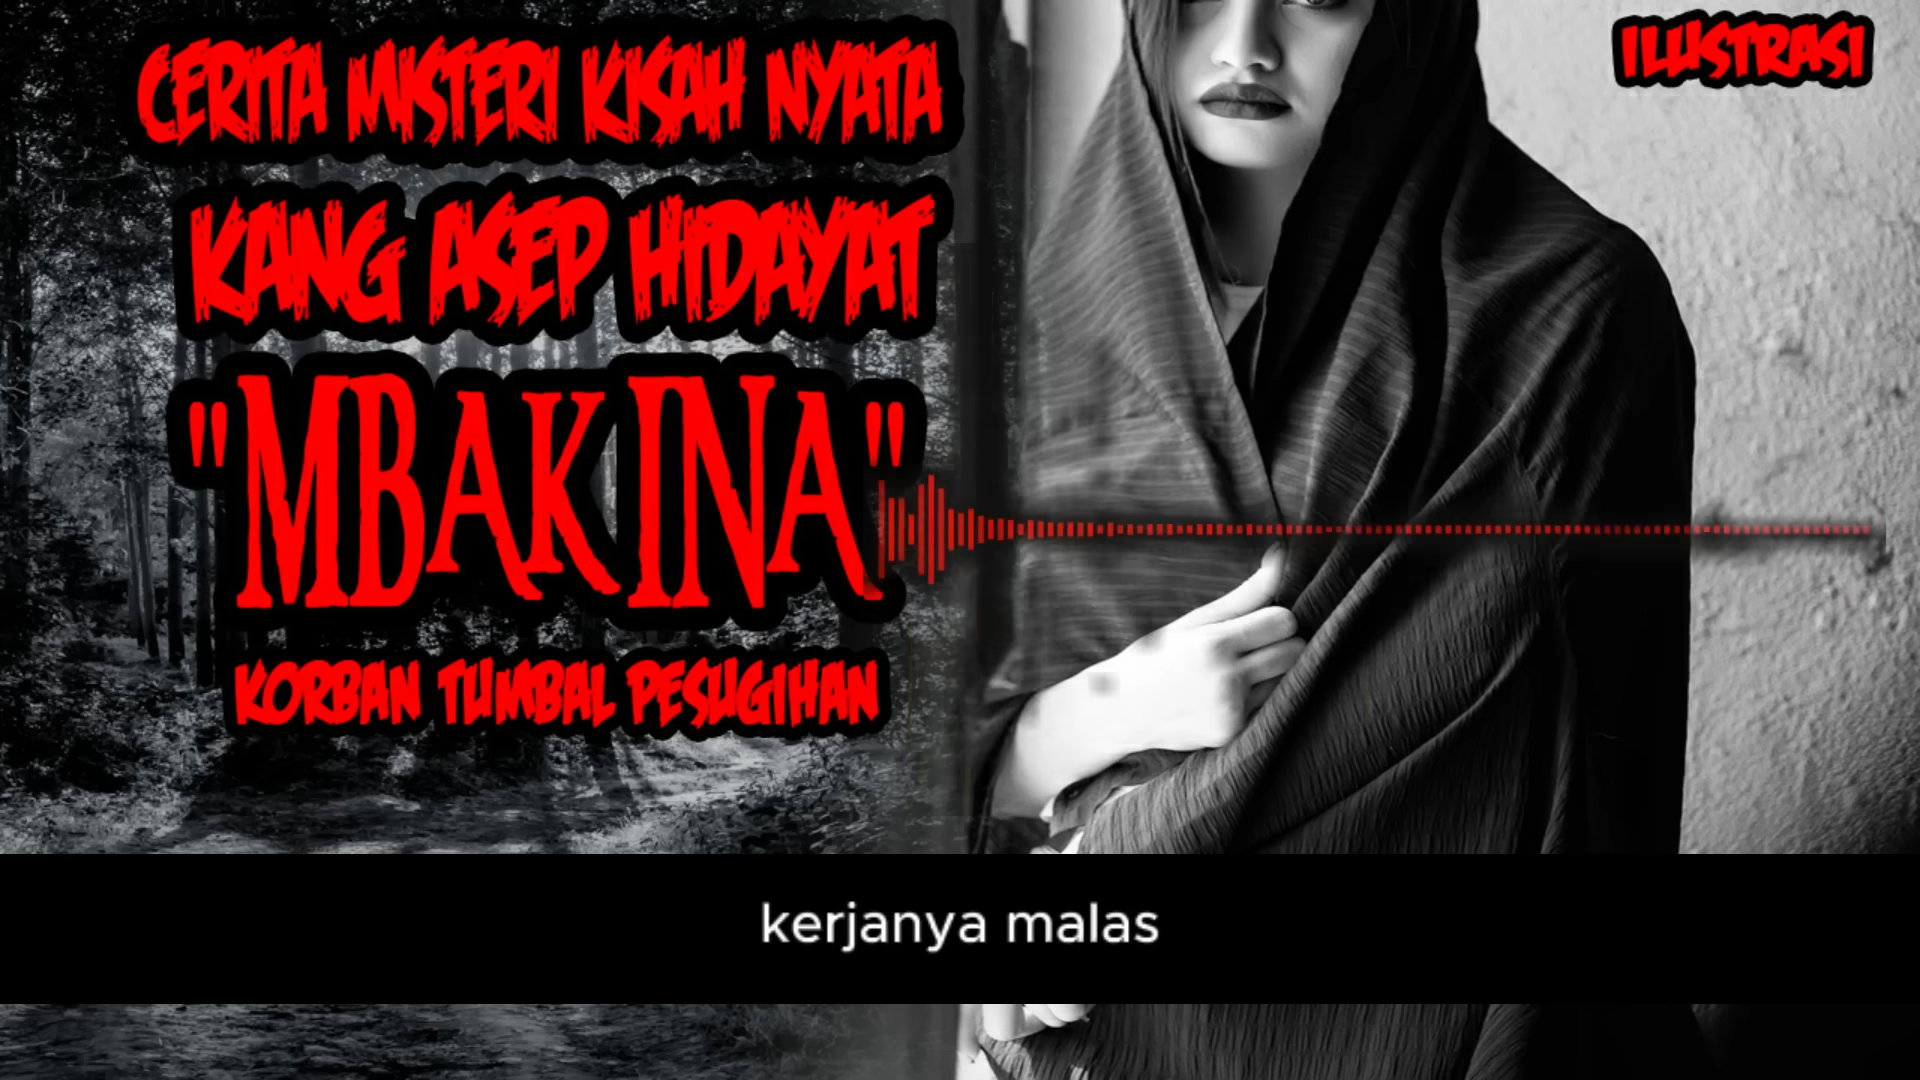 CERITA MISTERI KISAH NYATA
ILUSTRASI
KANG ASEP HIDAYAT
"MBAK INA"
KORBAN TUMBAL PESUGIHAN
kerjanya malas